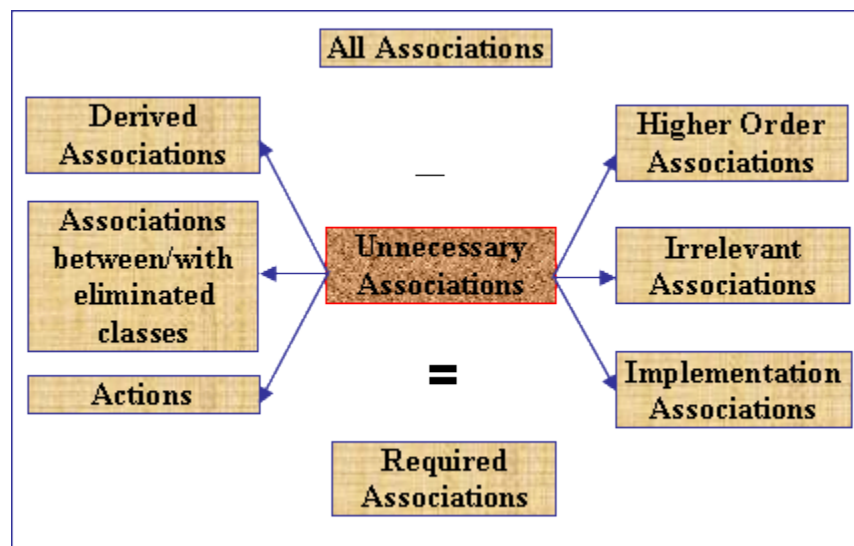 All Associations
Derived
Associations
Higher Order
Associations
–
Associations
between/with
eliminated
classes
Unnecessary
Associations
Irrelevant
Associations
=
Actions
Implementation
Associations
Required
Associations